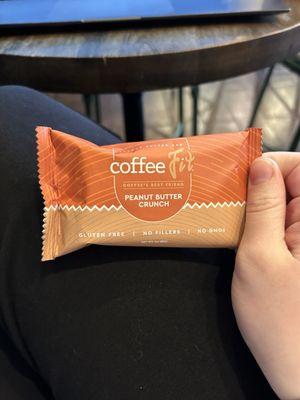 coffee Fit
COFFEE'S BEST FRIEND
PEANUT BUTTER
CRUNCH
GLUTEN FREE | NO FILLERS | NO GMOS